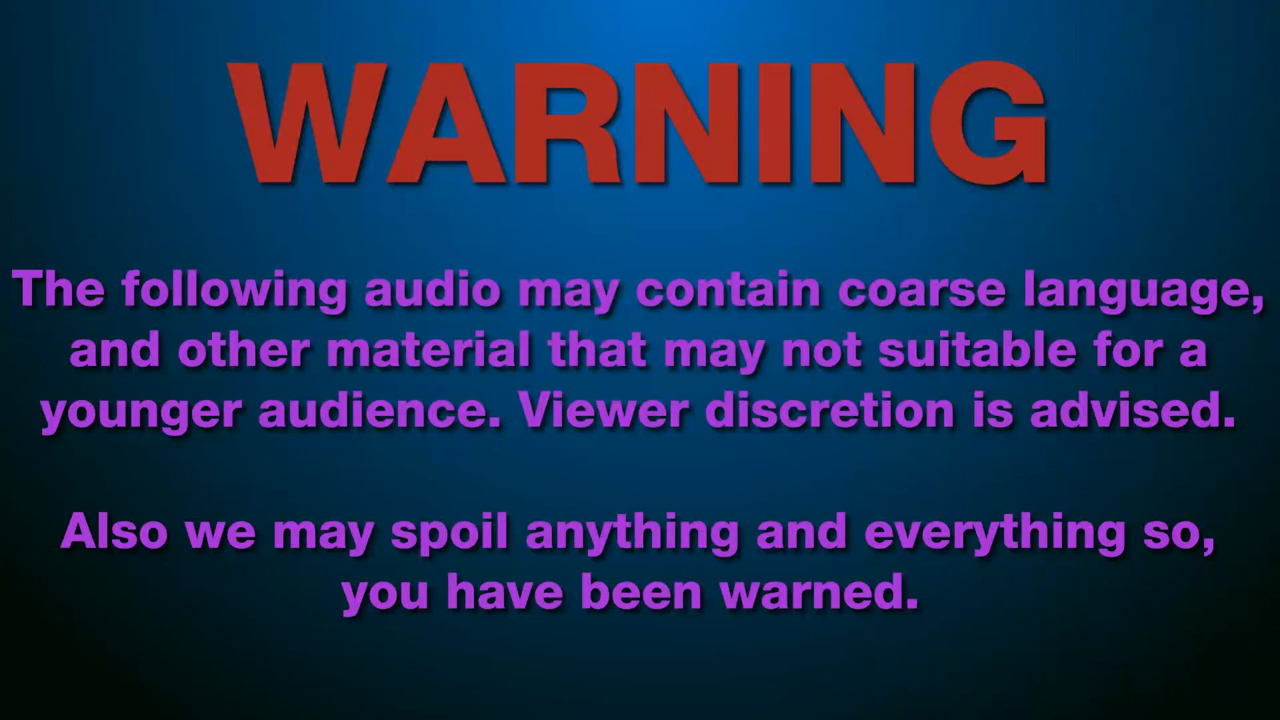 WARNING
The following audio may contain coarse language,
and other material that may not suitable for a
younger audience. Viewer discretion is advised.
Also we may spoil anything and everything so,
you have been warned.